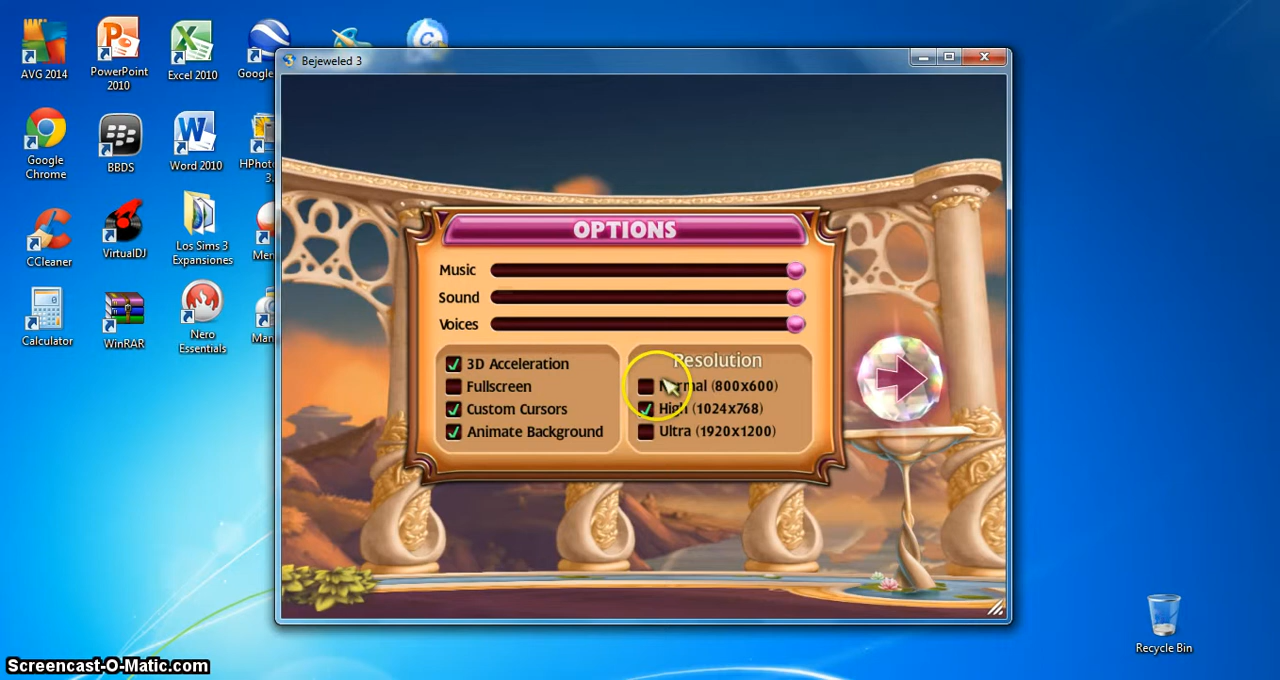 AVG 2014
PowerPoint
2010
Excel 2010
Google
Google
Chrome
BBDS
Word 2010
3.
CCleaner
VirtualDJ
Los Sims 3
Expansiones
Calculator
WinRAR
Nero
Essentials
Bejeweled 3
OPTIONS
Music
Sound
Voices
3D Acceleration
Fullscreen
Custom Cursors
Animate Background
Resolution
Normal (800x600)
High (1024x768)
Ultra (1920x1200)
Recycle Bin
Screencast-O-Matic.com